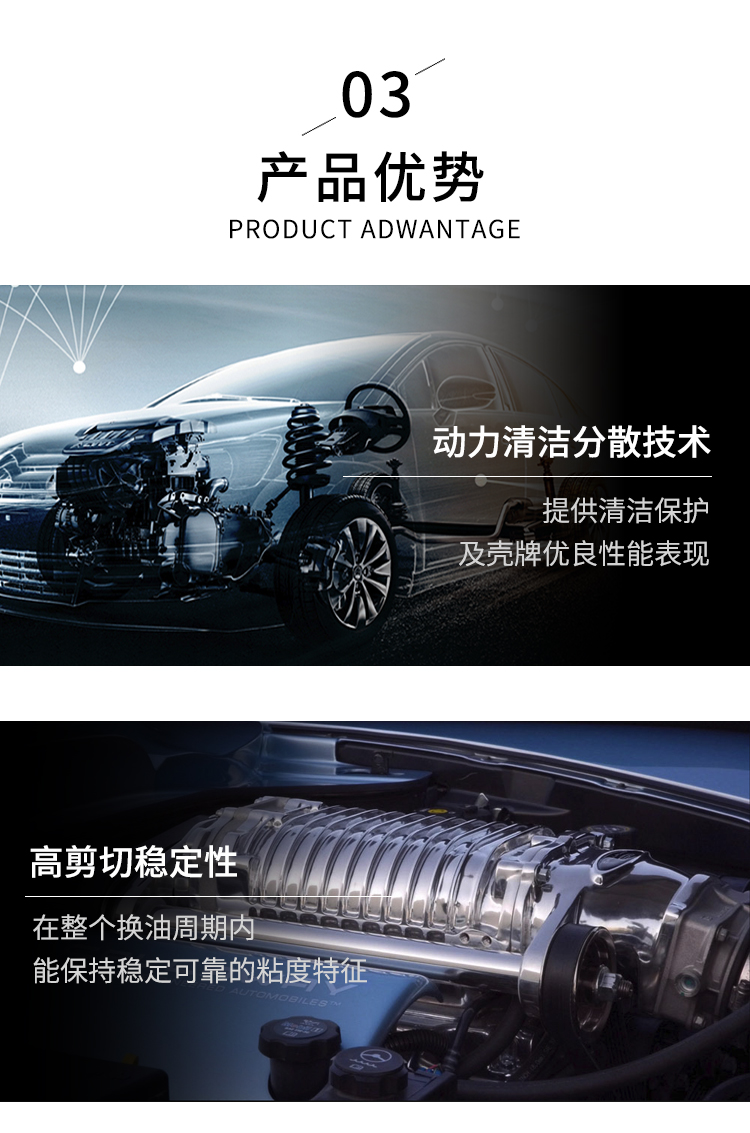 03
产品优势
PRODUCT ADWANTAGE
动力清洁分散技术
提供清洁保护
及壳牌优良性能表现
高剪切稳定性
在整个换油周期内
能保持稳定可靠的粘度特征
AUTOMOBILES™